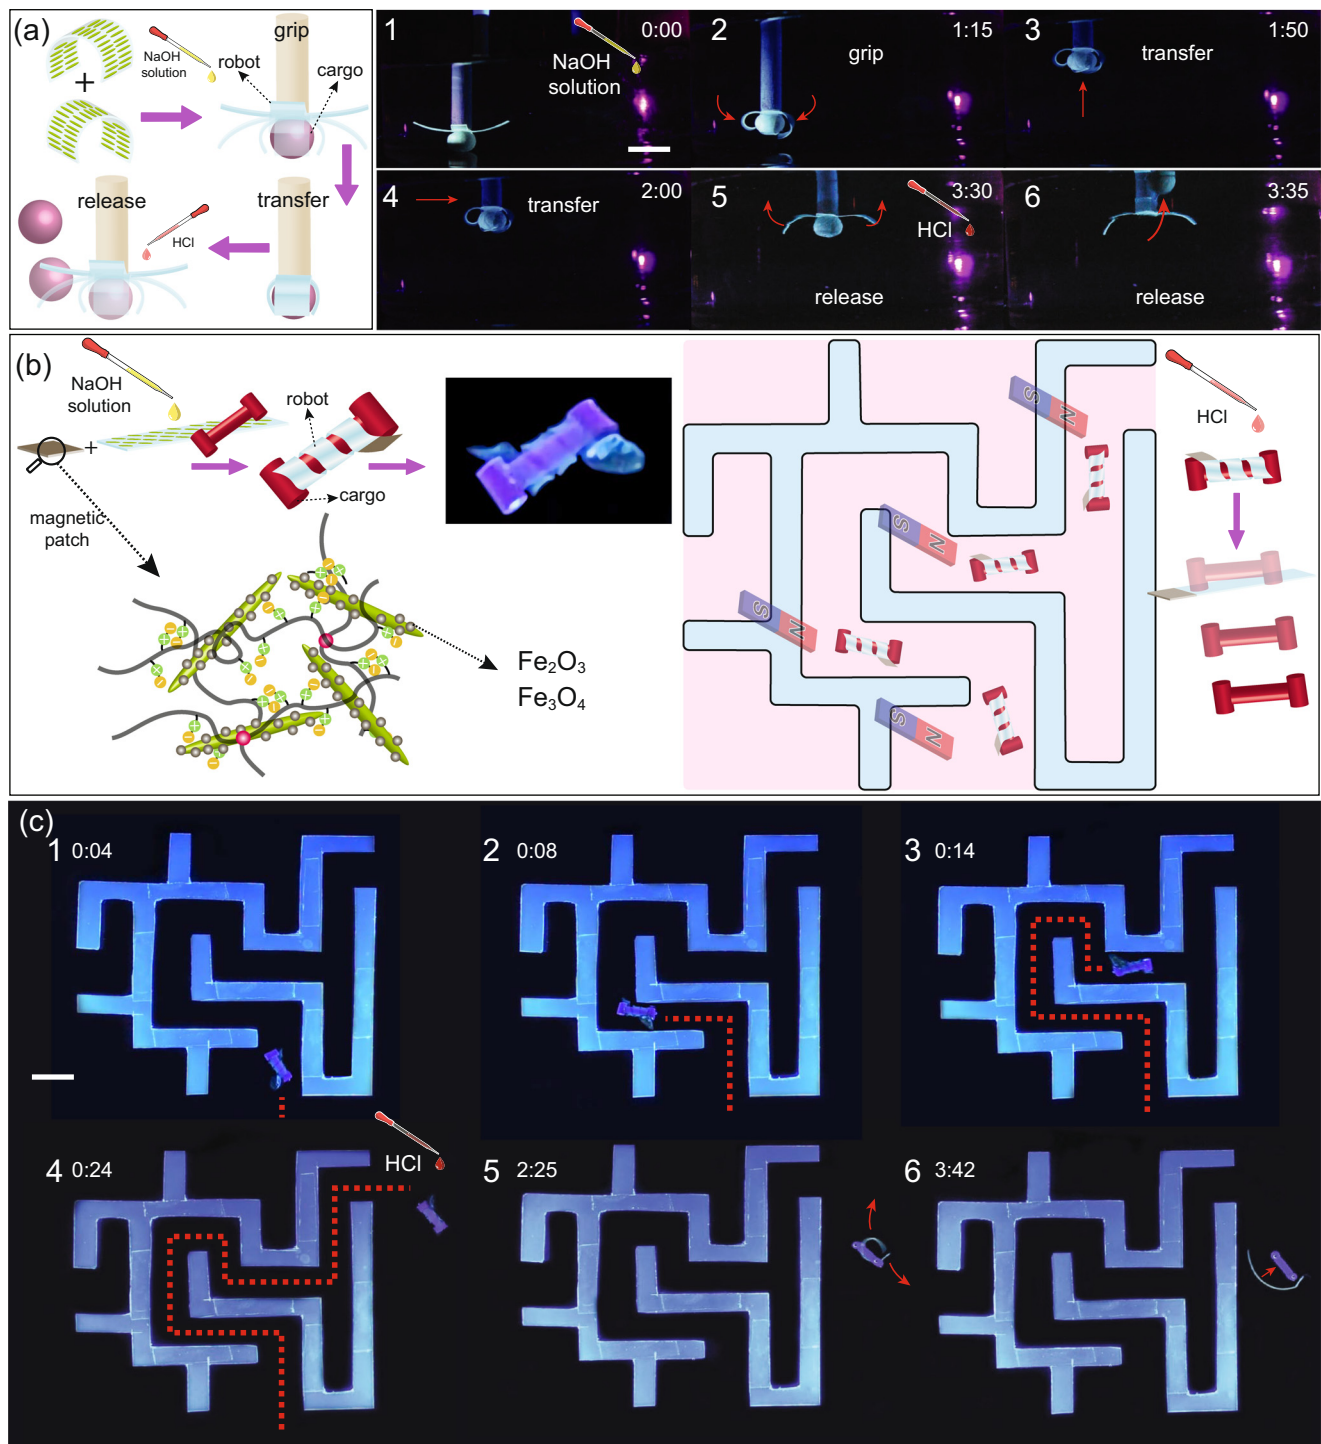 (a)
NaOH
solution
grip
robot
cargo
release
HCl
transfer
1
0:00
NaOH
solution
2
1:15
grip
3
1:50
transfer
4
2:00
transfer
5
3:30
HCl
release
6
3:35
release
(b)
NaOH
solution
robot
+
cargo
magnetic
patch
Fe₂O₃
Fe₃O₄
S N
S N
S N
S N
HCl
(c)
1 0:04
2 0:08
3 0:14
4 0:24
HCl
5 2:25
6 3:42